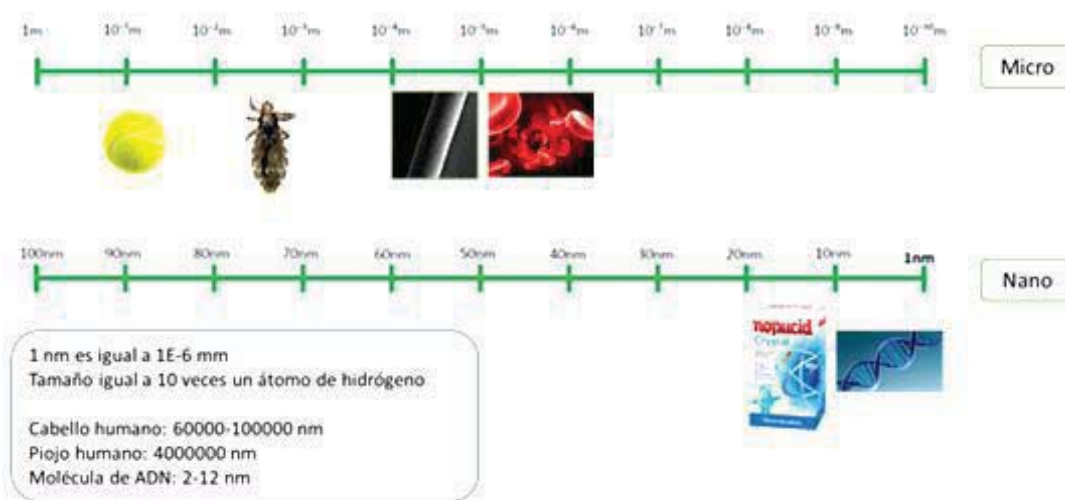 1m 10⁻¹m 10⁻²m 10⁻³m 10⁻⁴m 10⁻⁵m 10⁻⁶m 10⁻⁷m 10⁻⁸m 10⁻⁹m 10⁻¹⁰m
Micro
100nm 90nm 80nm 70nm 60nm 50nm 40nm 30nm 20nm 10nm 1nm
Nano
nopucid
1 nm es igual a 1E-6 mm
Tamaño igual a 10 veces un átomo de hidrógeno
Cabello humano: 60000-100000 nm
Piojo humano: 4000000 nm
Molécula de ADN: 2-12 nm